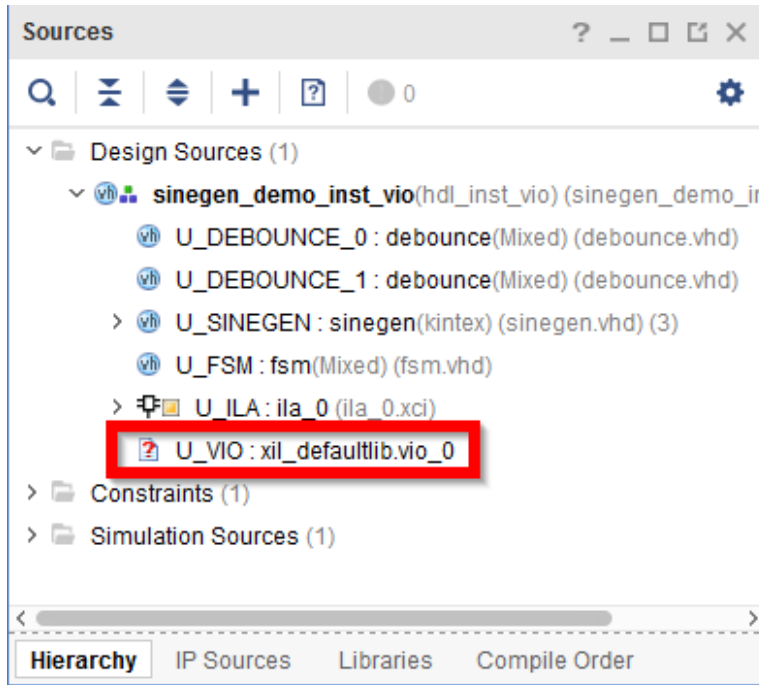 Sources
0
Design Sources (1)
sinegen_demo_inst_vio(hdl_inst_vio) (sinegen_demo_ir
U_DEBOUNCE_0 : debounce(Mixed) (debounce.vhd)
U_DEBOUNCE_1 : debounce(Mixed) (debounce.vhd)
U_SINEGEN : sinegen(kintex) (sinegen.vhd) (3)
U_FSM : fsm(Mixed) (fsm.vhd)
U_ILA : ila_0 (ila_0.xci)
U_VIO : xil_defaultlib.vio_0
Constraints (1)
Simulation Sources (1)
Hierarchy IP Sources Libraries Compile Order